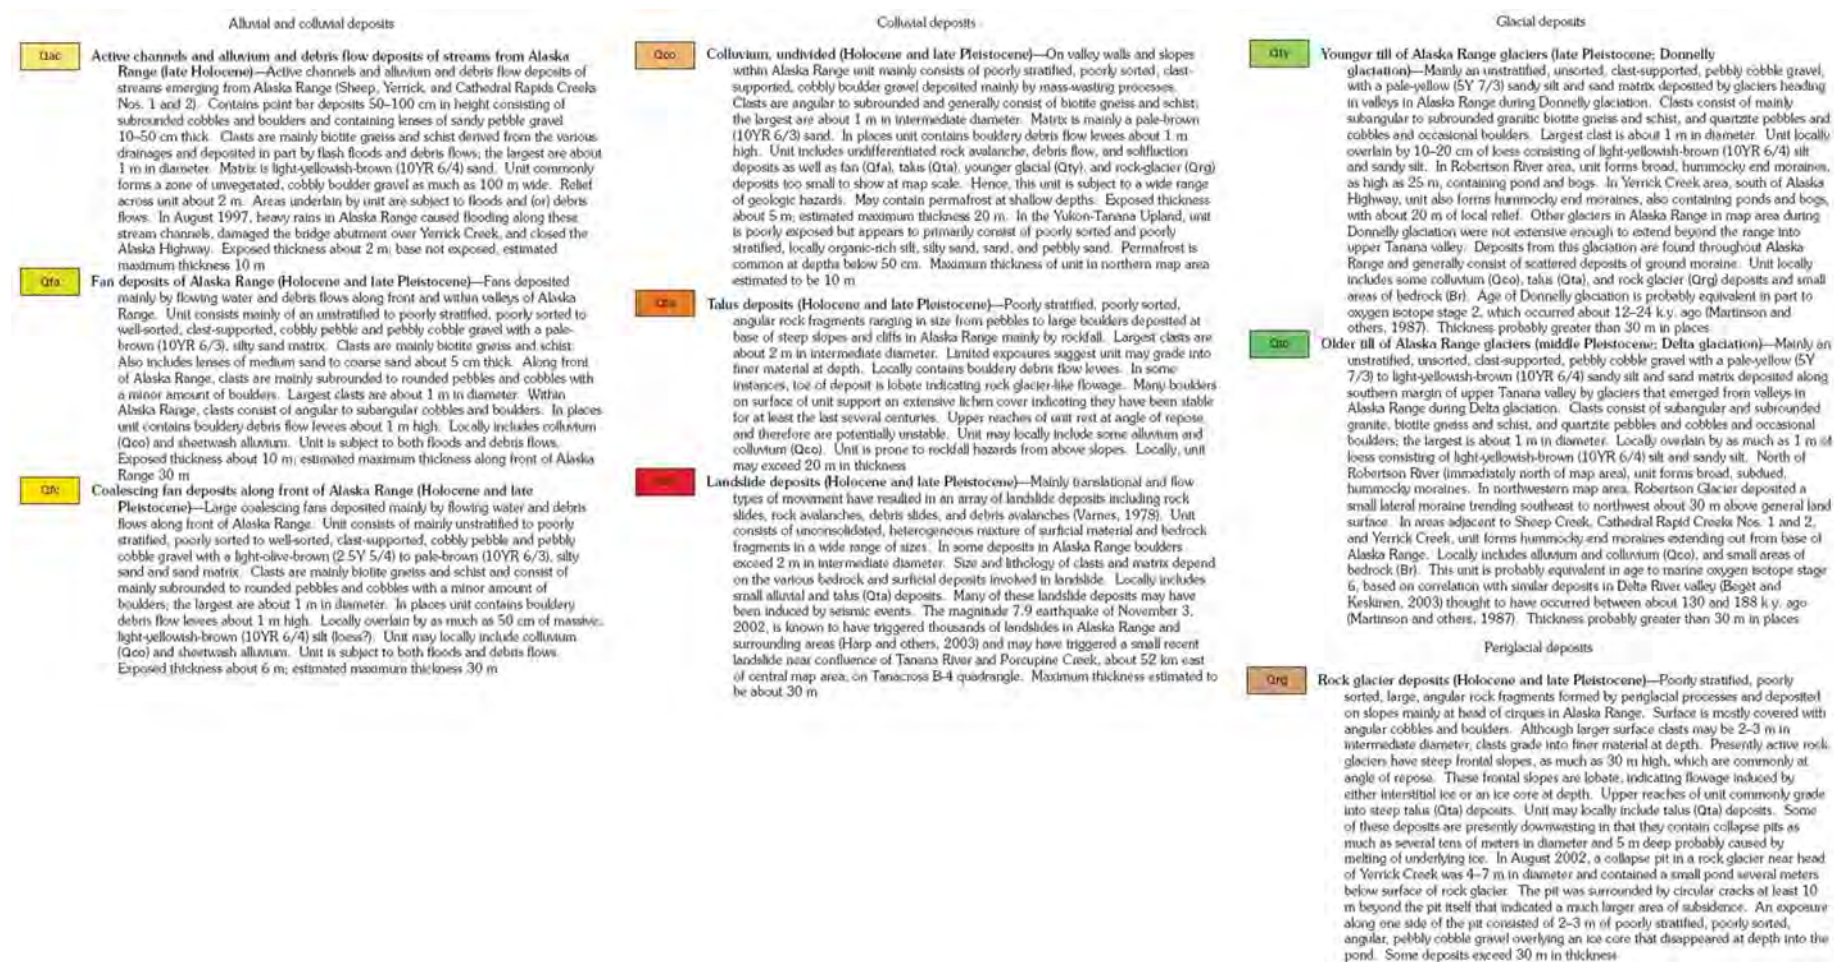 Alluvial and colluvial deposits
Qac
Active channels and alluvium and debris flow deposits of streams from Alaska
Range (late Holocene)—Active channels and alluvium and debris flow deposits of
streams emerging from Alaska Range (Sheep, Yerrick, and Cathedral Rapids Creeks
Nos. 1 and 2). Contains point bar deposits 50–100 cm in height consisting of
subrounded cobbles and boulders and containing lenses of sandy pebble gravel
10–50 cm thick. Clasts are mainly biotite gneiss and schist derived from the various
drainages and deposited in part by flash floods and debris flows; the largest are about
1 m in diameter. Matrix is light-yellowish-brown (10YR 6/4) sand. Unit commonly
forms a zone of unvegetated, cobbly boulder gravel as much as 100 m wide. Relief
across unit about 2 m. Areas underlain by unit are subject to floods and (or) debris
flows. In August 1997, heavy rains in Alaska Range caused flooding along these
stream channels, damaged the bridge abutment over Yerrick Creek, and closed the
Alaska Highway. Exposed thickness about 2 m; base not exposed, estimated
maximum thickness 10 m
Qfa
Fan deposits of Alaska Range (Holocene and late Pleistocene)—Fans deposited
mainly by flowing water and debris flows along front and within valleys of Alaska
Range. Unit consists mainly of an unstratified to poorly stratified, poorly sorted to
well-sorted, clast-supported, cobbly pebble and pebbly cobble gravel with a pale-
brown (10YR 6/3), silty sand matrix. Clasts are mainly biotite gneiss and schist.
Also includes lenses of medium sand to coarse sand about 5 cm thick. Along front
of Alaska Range, clasts are mainly subrounded to rounded pebbles and cobbles with
a minor amount of boulders. Largest clasts are about 1 m in diameter. Within
Alaska Range, clasts consist of angular to subangular cobbles and boulders. In places
unit contains bouldery debris flow levees about 1 m high. Locally includes colluvium
(Qco) and sheetwash alluvium. Unit is subject to both floods and debris flows.
Exposed thickness about 10 m; estimated maximum thickness along front of Alaska
Range 30 m
Qfc
Coalescing fan deposits along front of Alaska Range (Holocene and late
Pleistocene)—Large coalescing fans deposited mainly by flowing water and debris
flows along front of Alaska Range. Unit consists of mainly unstratified to poorly
stratified, poorly sorted to well-sorted, clast-supported, cobbly pebble and pebbly
cobble gravel with a light-olive-brown (2.5Y 5/4) to pale-brown (10YR 6/3), silty
sand and sand matrix. Clasts are mainly biotite gneiss and schist and consist of
mainly subrounded to rounded pebbles and cobbles with a minor amount of
boulders; the largest are about 1 m in diameter. In places unit contains bouldery
debris flow levees about 1 m high. Locally overlain by as much as 50 cm of massive,
light-yellowish-brown (10YR 6/4) silt (loess?). Unit may locally include colluvium
(Qco) and sheetwash alluvium. Unit is subject to both floods and debris flows.
Exposed thickness about 6 m; estimated maximum thickness 30 m
Colluvial deposits
Qco
Colluvium, undivided (Holocene and late Pleistocene)—On valley walls and slopes
within Alaska Range unit mainly consists of poorly stratified, poorly sorted, clast-
supported, cobbly boulder gravel deposited mainly by mass-wasting processes.
Clasts are angular to subrounded and generally consist of biotite gneiss and schist;
the largest are about 1 m in intermediate diameter. Matrix is mainly a pale-brown
(10YR 6/3) sand. In places unit contains bouldery debris flow levees about 1 m
high. Unit includes undifferentiated rock avalanche, debris flow, and solifluction
deposits as well as fan (Qfa), talus (Qta), younger glacial (Qty), and rock-glacier (Qrg)
deposits too small to show at map scale. Hence, this unit is subject to a wide range
of geologic hazards. May contain permafrost at shallow depths. Exposed thickness
about 5 m; estimated maximum thickness 20 m. In the Yukon-Tanana Upland, unit
is poorly exposed but appears to primarily consist of poorly sorted and poorly
stratified, locally organic-rich silt, silty sand, sand, and pebbly sand. Permafrost is
common at depths below 50 cm. Maximum thickness of unit in northern map area
estimated to be 10 m
Qta
Talus deposits (Holocene and late Pleistocene)—Poorly stratified, poorly sorted,
angular rock fragments ranging in size from pebbles to large boulders deposited at
base of steep slopes and cliffs in Alaska Range mainly by rockfall. Largest clasts are
about 2 m in intermediate diameter. Limited exposures suggest unit may grade into
finer material at depth. Locally contains bouldery debris flow levees. In some
instances, toe of deposit is lobate indicating rock glacier-like flowage. Many boulders
on surface of unit support an extensive lichen cover indicating they have been stable
for at least the last several centuries. Upper reaches of unit rest at angle of repose
and therefore are potentially unstable. Unit may locally include some alluvium and
colluvium (Qco). Unit is prone to rockfall hazards from above slopes. Locally, unit
may exceed 20 m in thickness
Landslide deposits (Holocene and late Pleistocene)—Mainly translational and flow
types of movement have resulted in an array of landslide deposits including rock
slides, rock avalanches, debris slides, and debris avalanches (Varnes, 1978). Unit
consists of unconsolidated, heterogeneous mixture of surficial material and bedrock
fragments in a wide range of sizes. In some deposits in Alaska Range boulders
exceed 2 m in intermediate diameter. Size and lithology of clasts and matrix depend
on the various bedrock and surficial deposits involved in landslide. Locally includes
small alluvial and talus (Qta) deposits. Many of these landslide deposits may have
been induced by seismic events. The magnitude 7.9 earthquake of November 3,
2002, is known to have triggered thousands of landslides in Alaska Range and
surrounding areas (Harp and others, 2003) and may have triggered a small recent
landslide near confluence of Tanana River and Porcupine Creek, about 52 km east
of central map area, on Tanacross B-4 quadrangle. Maximum thickness estimated to
be about 30 m
Glacial deposits
Qty
Younger till of Alaska Range glaciers (late Pleistocene; Donnelly
glaciation)—Mainly an unstratified, unsorted, clast-supported, pebbly cobble gravel,
with a pale-yellow (5Y 7/3) sandy silt and sand matrix deposited by glaciers heading
in valleys in Alaska Range during Donnelly glaciation. Clasts consist of mainly
subangular to subrounded granitic biotite gneiss and schist, and quartzite pebbles and
cobbles and occasional boulders. Largest clast is about 1 m in diameter. Unit locally
overlain by 10–20 cm of loess consisting of light-yellowish-brown (10YR 6/4) silt
and sandy silt. In Robertson River area, unit forms broad, hummocky end moraines,
as high as 25 m, containing pond and bogs. In Yerrick Creek area, south of Alaska
Highway, unit also forms hummocky end moraines, also containing ponds and bogs,
with about 20 m of local relief. Other glaciers in Alaska Range in map area during
Donnelly glaciation were not extensive enough to extend beyond the range into
upper Tanana valley. Deposits from this glaciation are found throughout Alaska
Range and generally consist of scattered deposits of ground moraine. Unit locally
includes some colluvium (Qco), talus (Qta), and rock glacier (Qrg) deposits and small
areas of bedrock (Br). Age of Donnelly glaciation is probably equivalent in part to
oxygen isotope stage 2, which occurred about 12–24 k.y. ago (Martinson and
others, 1987). Thickness probably greater than 30 m in places
Qto
Older till of Alaska Range glaciers (middle Pleistocene; Delta glaciation)—Mainly an
unstratified, unsorted, clast-supported, pebbly cobble gravel with a pale-yellow (5Y
7/3) to light-yellowish-brown (10YR 6/4) sandy silt and sand matrix deposited along
southern margin of upper Tanana valley by glaciers that emerged from valleys in
Alaska Range during Delta glaciation. Clasts consist of subangular and subrounded
granite, biotite gneiss and schist, and quartzite pebbles and cobbles and occasional
boulders; the largest is about 1 m in diameter. Locally overlain by as much as 1 m of
loess consisting of light-yellowish-brown (10YR 6/4) silt and sandy silt. North of
Robertson River (immediately north of map area), unit forms broad, subdued,
hummocky moraines. In northwestern map area, Robertson Glacier deposited a
small lateral moraine trending southeast to northwest about 30 m above general land
surface. In areas adjacent to Sheep Creek, Cathedral Rapid Creeks Nos. 1 and 2,
and Yerrick Creek, unit forms hummocky end moraines extending out from base of
Alaska Range. Locally includes alluvium and colluvium (Qco), and small areas of
bedrock (Br). This unit is probably equivalent in age to marine oxygen isotope stage
6, based on correlation with similar deposits in Delta River valley (Begét and
Keskinen, 2003) thought to have occurred between about 130 and 188 k.y. ago
(Martinson and others, 1987). Thickness probably greater than 30 m in places
Periglacial deposits
Qrg
Rock glacier deposits (Holocene and late Pleistocene)—Poorly stratified, poorly
sorted, large, angular rock fragments formed by periglacial processes and deposited
on slopes mainly at head of cirques in Alaska Range. Surface is mostly covered with
angular cobbles and boulders. Although larger surface clasts may be 2–3 m in
intermediate diameter, clasts grade into finer material at depth. Presently active rock
glaciers have steep frontal slopes, as much as 30 m high, which are commonly at
angle of repose. These frontal slopes are lobate, indicating flowage induced by
either interstitial ice or an ice core at depth. Upper reaches of unit commonly grade
into steep talus (Qta) deposits. Unit may locally include talus (Qta) deposits. Some
of these deposits are presently downwasting in that they contain collapse pits as
much as several tens of meters in diameter and 5 m deep probably caused by
melting of underlying ice. In August 2002, a collapse pit in a rock glacier near head
of Yerrick Creek was 4–7 m in diameter and contained a small pond several meters
below surface of rock glacier. The pit was surrounded by circular cracks at least 10
m beyond the pit itself that indicated a much larger area of subsidence. An exposure
along one side of the pit consisted of 2–3 m of poorly stratified, poorly sorted,
angular, pebbly cobble gravel overlying an ice core that disappeared at depth into the
pond. Some deposits exceed 30 m in thickness